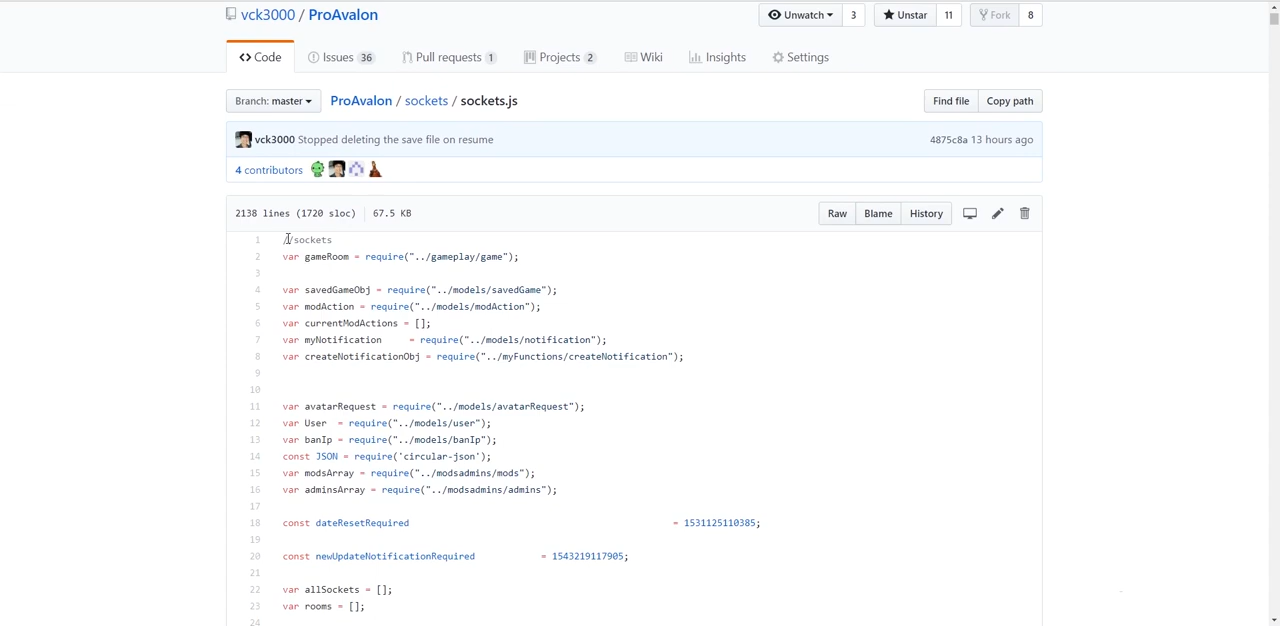 vck3000 / ProAvalon
Unwatch 3 Unstar 11 Fork 8
Code Issues 36 Pull requests 1 Projects 2 Wiki Insights Settings
Branch: master ProAvalon / sockets / sockets.js Find file Copy path
vck3000 Stopped deleting the save file on resume 4875c8a 13 hours ago
4 contributors
2138 lines (1720 sloc) 67.5 KB Raw Blame History
1 //sockets
2 var gameRoom = require("../gameplay/game");
3
4 var savedGameObj = require("../models/savedGame");
5 var modAction = require("../models/modAction");
6 var currentModActions = [];
7 var myNotification = require("../models/notification");
8 var createNotificationObj = require("../myFunctions/createNotification");
9
10
11 var avatarRequest = require("../models/avatarRequest");
12 var User = require("../models/user");
13 var banIp = require("../models/banIp");
14 const JSON = require('circular-json');
15 var modsArray = require("../modsadmins/mods");
16 var adminsArray = require("../modsadmins/admins");
17
18 const dateResetRequired = 1531125110385;
19
20 const newUpdateNotificationRequired = 1543219117905;
21
22 var allSockets = [];
23 var rooms = [];
24